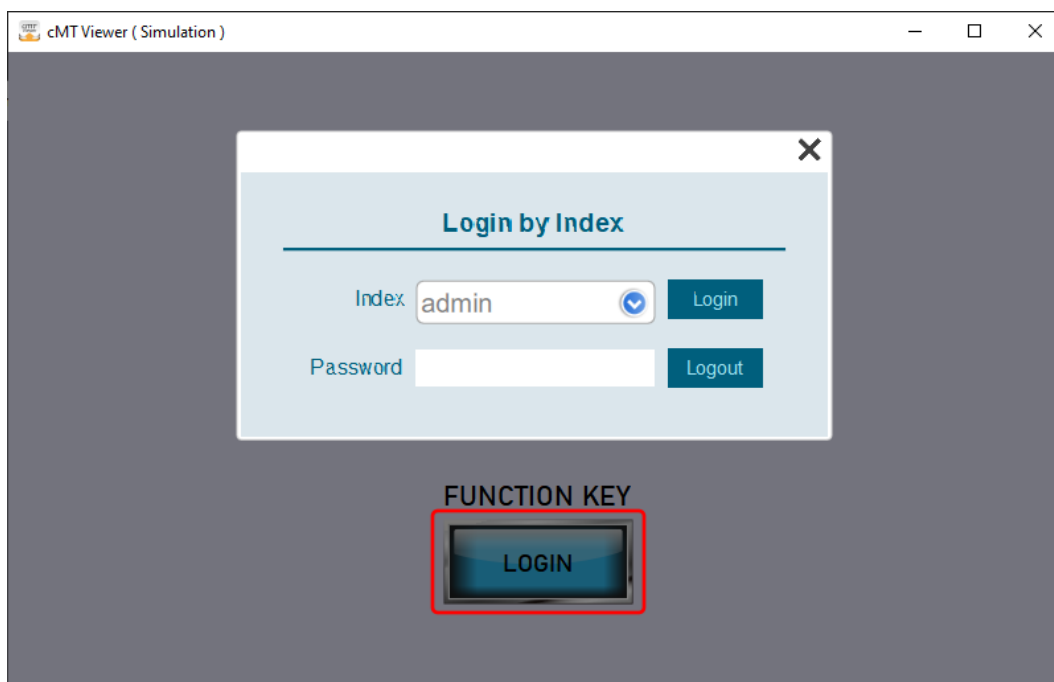 cMT Viewer ( Simulation )
Login by Index
Index admin Login
Password Logout
FUNCTION KEY
LOGIN